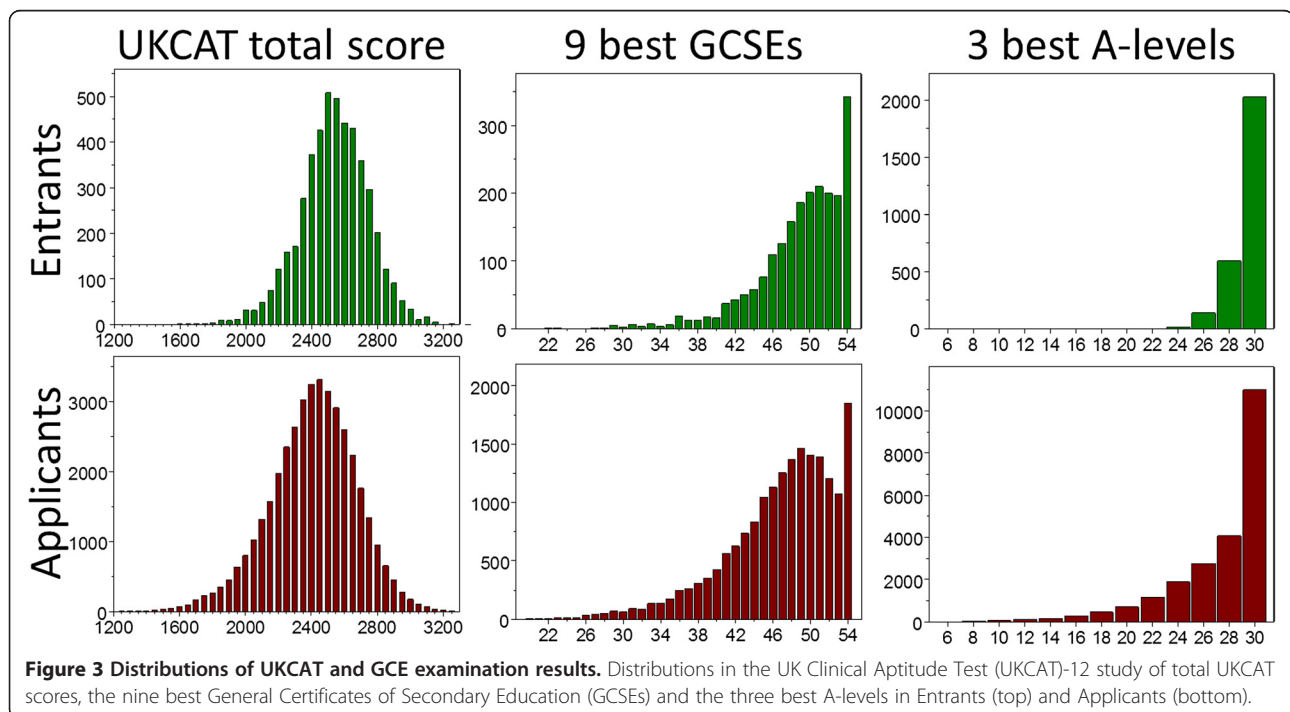 UKCAT total score
9 best GCSEs
3 best A-levels
Entrants
500
400
300
200
100
0
1200 1600 2000 2400 2800 3200
300
200
100
0
22 26 30 34 38 42 46 50 54
2000
1500
1000
500
0
6 8 10 12 14 16 18 20 22 24 26 28 30
Applicants
3000
2000
1000
0
1200 1600 2000 2400 2800 3200
2000
1500
1000
500
0
22 26 30 34 38 42 46 50 54
10000
8000
6000
4000
2000
0
6 8 10 12 14 16 18 20 22 24 26 28 30
Figure 3 Distributions of UKCAT and GCE examination results. Distributions in the UK Clinical Aptitude Test (UKCAT)-12 study of total UKCAT
scores, the nine best General Certificates of Secondary Education (GCSEs) and the three best A-levels in Entrants (top) and Applicants (bottom).